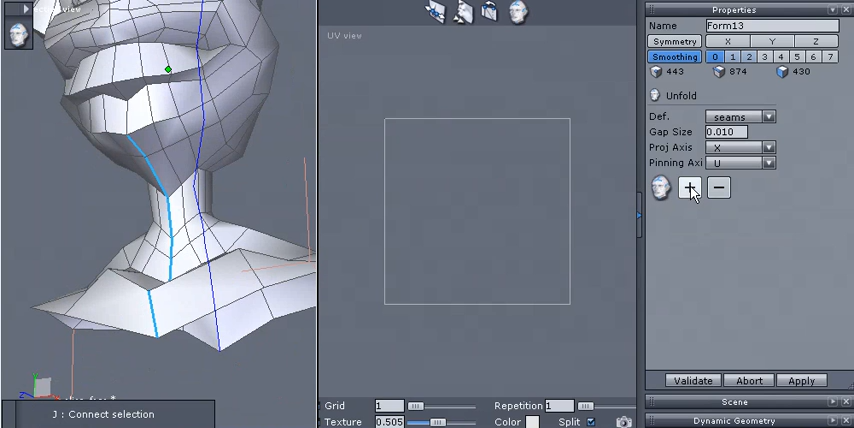 view
UV view
J : Connect selection
Grid 1 Repetition 1
Texture 0.505 Color Split
Properties
Name Form13
Symmetry X Y Z
Smoothing 0 1 2 3 4 5 6 7
443 874 430
Unfold
Def. seams
Gap Size 0.010
Proj Axis X
Pinning Axi U
Validate Abort Apply
Scene
Dynamic Geometry